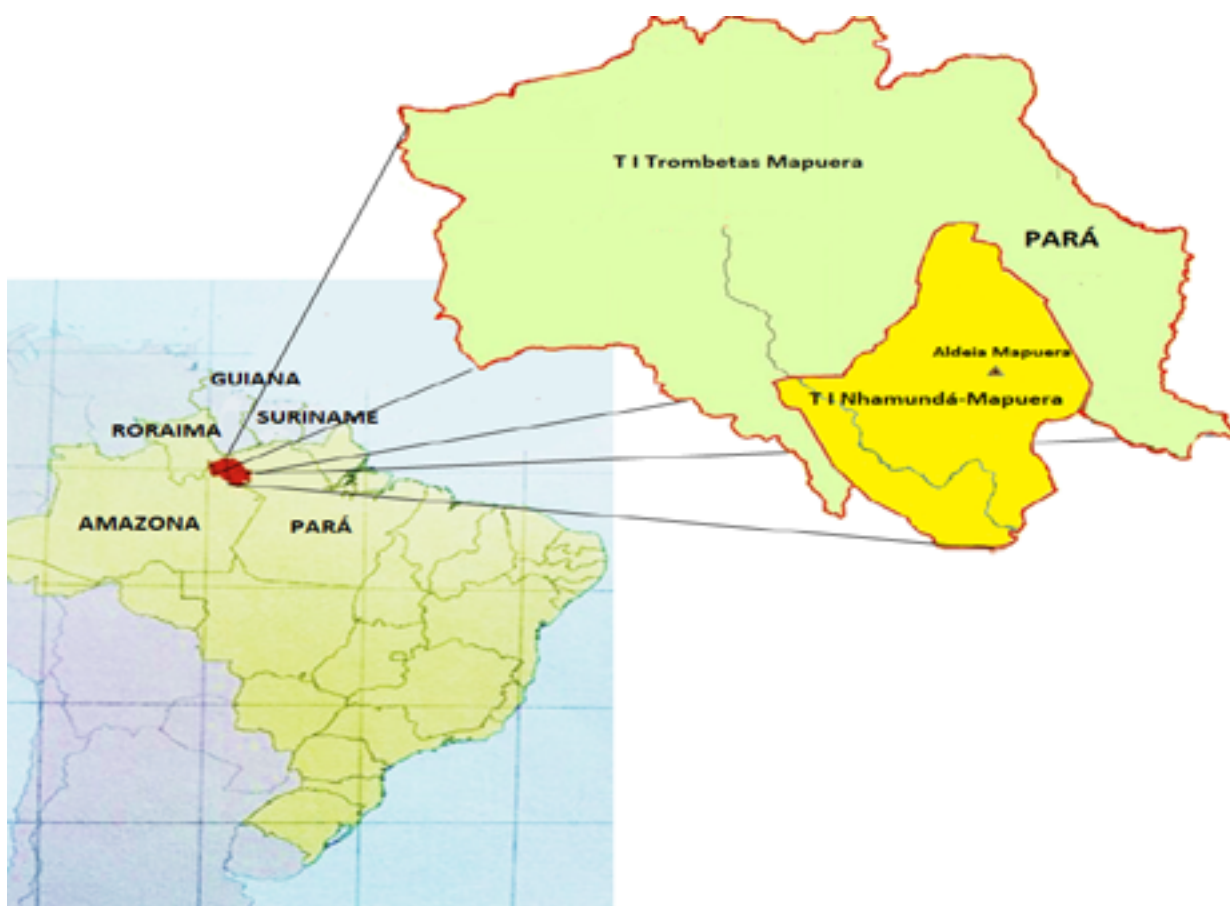 T I Trombetas Mapuera
PARÁ
Aldeia Mapuera
T I Nhamundá-Mapuera
GUIANA
SURINAME
RORAIMA
AMAZONA
PARÁ